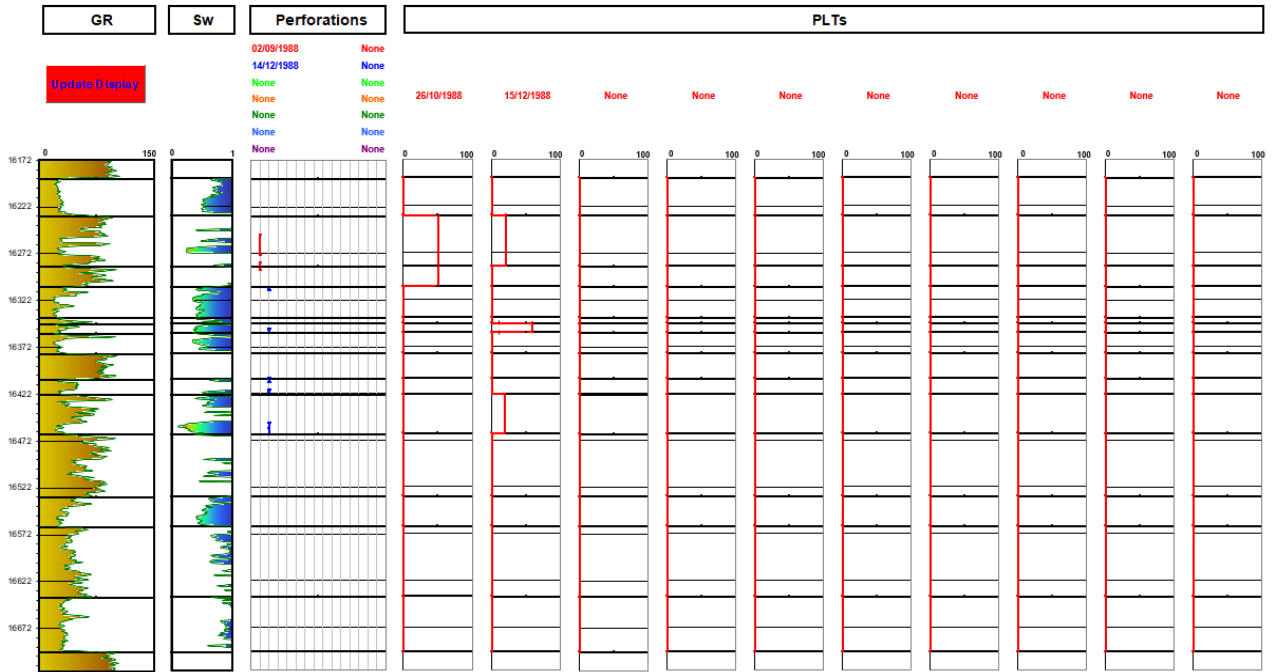 GR Sw Perforations PLTs
02/09/1988 None
14/12/1988 None
Update Display
None None
None None
26/10/1988 15/12/1988 None None None None None None None None
None None
None None
None None
0 150 0 1 0 100 0 100 0 100 0 100 0 100 0 100 0 100 0 100 0 100 0 100
16172
16222
16272
16322
16372
16422
16472
16522
16572
16622
16672